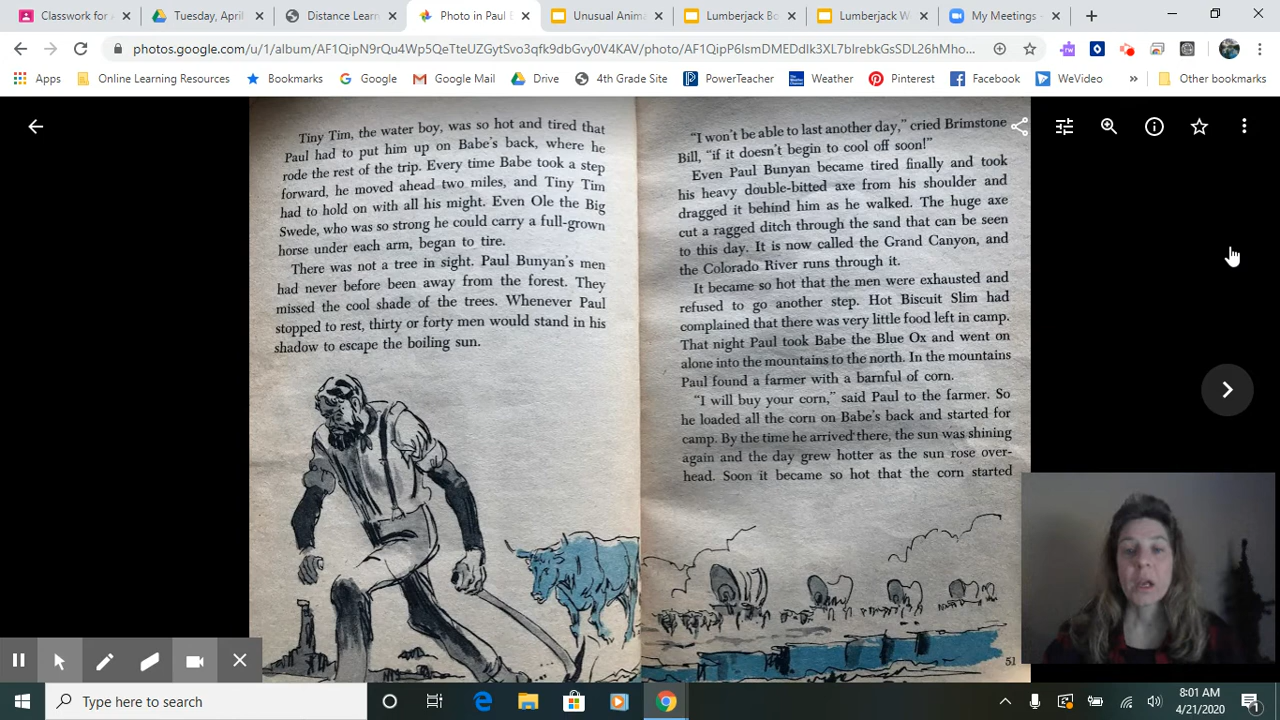 Classwork for A
Tuesday, April
Distance Learn
Photo in Paul B
Unusual Anima
Lumberjack Bo
Lumberjack W
My Meetings -
photos.google.com/u/1/album/AF1QipN9rQu4Wp5QeTteUZGytSvo3qfk9dbGvy0V4KAV/photo/AF1QipP6IsmDMEDdIk3XL7blrebkGsSDL26hMho...
Apps
Online Learning Resources
Bookmarks
Google
Google Mail
Drive
4th Grade Site
PowerTeacher
Weather
Pinterest
Facebook
WeVideo
»
Other bookmarks
Tiny Tim, the water boy, was so hot and tired that
Paul had to put him up on Babe's back, where he
rode the rest of the trip. Every time Babe took a step
forward, he moved ahead two miles, and Tiny Tim
had to hold on with all his might. Even Ole the Big
Swede, who was so strong he could carry a full-grown
horse under each arm, began to tire.
There was not a tree in sight. Paul Bunyan's men
had never before been away from the forest. They
missed the cool shade of the trees. Whenever Paul
stopped to rest, thirty or forty men would stand in his
shadow to escape the boiling sun.
"I won't be able to last another day," cried Brimstone
Bill, "if it doesn't begin to cool off soon!"
Even Paul Bunyan became tired finally and took
his heavy double-bitted axe from his shoulder and
dragged it behind him as he walked. The huge axe
cut a ragged ditch through the sand that can be seen
to this day. It is now called the Grand Canyon, and
the Colorado River runs through it.
It became so hot that the men were exhausted and
refused to go another step. Hot Biscuit Slim had
complained that there was very little food left in camp.
That night Paul took Babe the Blue Ox and went on
alone into the mountains to the north. In the mountains
Paul found a farmer with a barnful of corn.
"I will buy your corn," said Paul to the farmer. So
he loaded all the corn on Babe's back and started for
camp. By the time he arrived there, the sun was shining
again and the day grew hotter as the sun rose over-
head. Soon it became so hot that the corn started
51
Type here to search
8:01 AM
4/21/2020